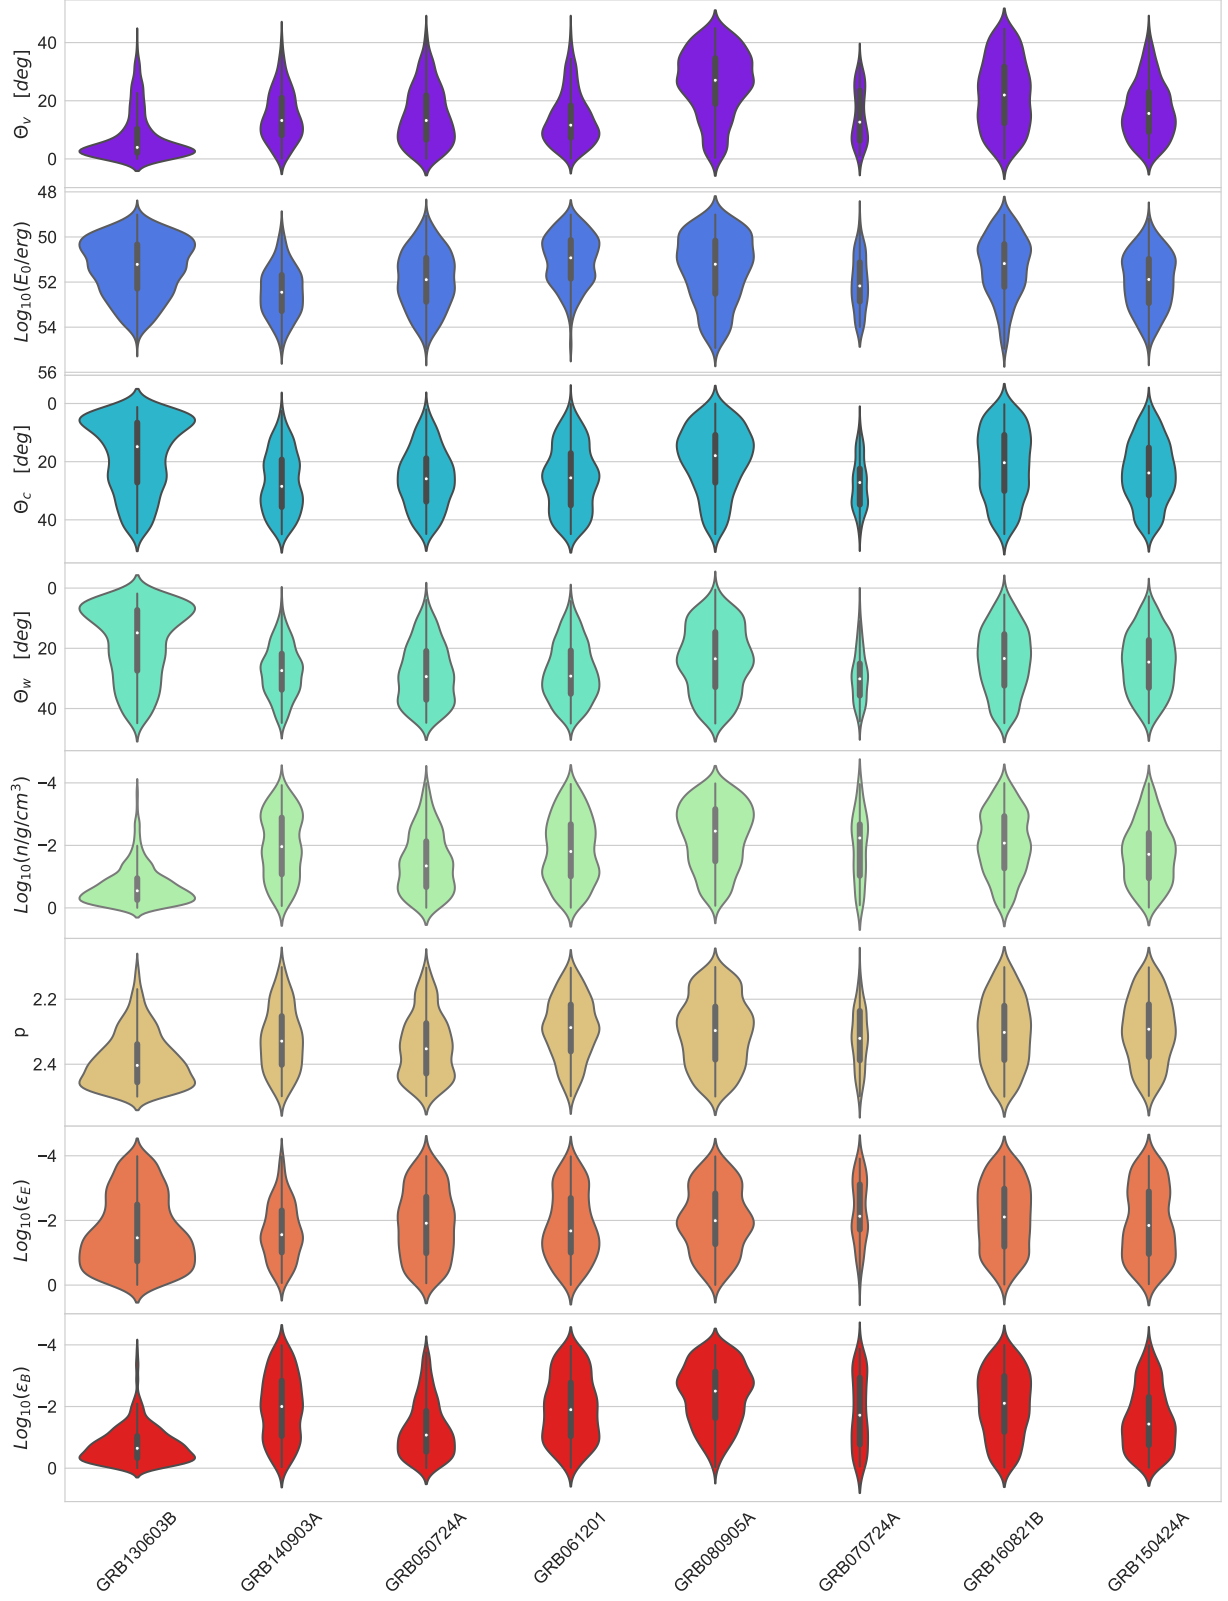 Θv [deg]
40
20
0
Log10(E0/erg)
48
50
52
54
56
Θc [deg]
0
20
40
Θw [deg]
0
20
40
Log10(n/g/cm3)
−4
−2
0
p
2.2
2.4
Log10(εE)
−4
−2
0
Log10(εB)
−4
−2
0
GRB130603B
GRB140903A
GRB050724A
GRB061201
GRB080905A
GRB070724A
GRB160821B
GRB150424A